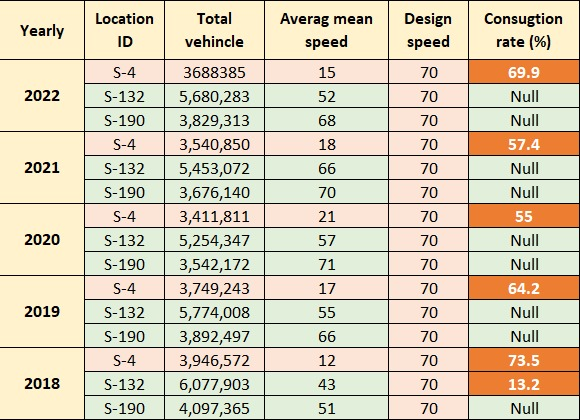 Yearly Location ID Total vehincle Averag mean speed Design speed Consugtion rate (%)
2022 S-4 3688385 15 70 69.9
S-132 5,680,283 52 70 Null
S-190 3,829,313 68 70 Null
2021 S-4 3,540,850 18 70 57.4
S-132 5,453,072 66 70 Null
S-190 3,676,140 70 70 Null
2020 S-4 3,411,811 21 70 55
S-132 5,254,347 57 70 Null
S-190 3,542,172 71 70 Null
2019 S-4 3,749,243 17 70 64.2
S-132 5,774,008 55 70 Null
S-190 3,892,497 66 70 Null
2018 S-4 3,946,572 12 70 73.5
S-132 6,077,903 43 70 13.2
S-190 4,097,365 51 70 Null